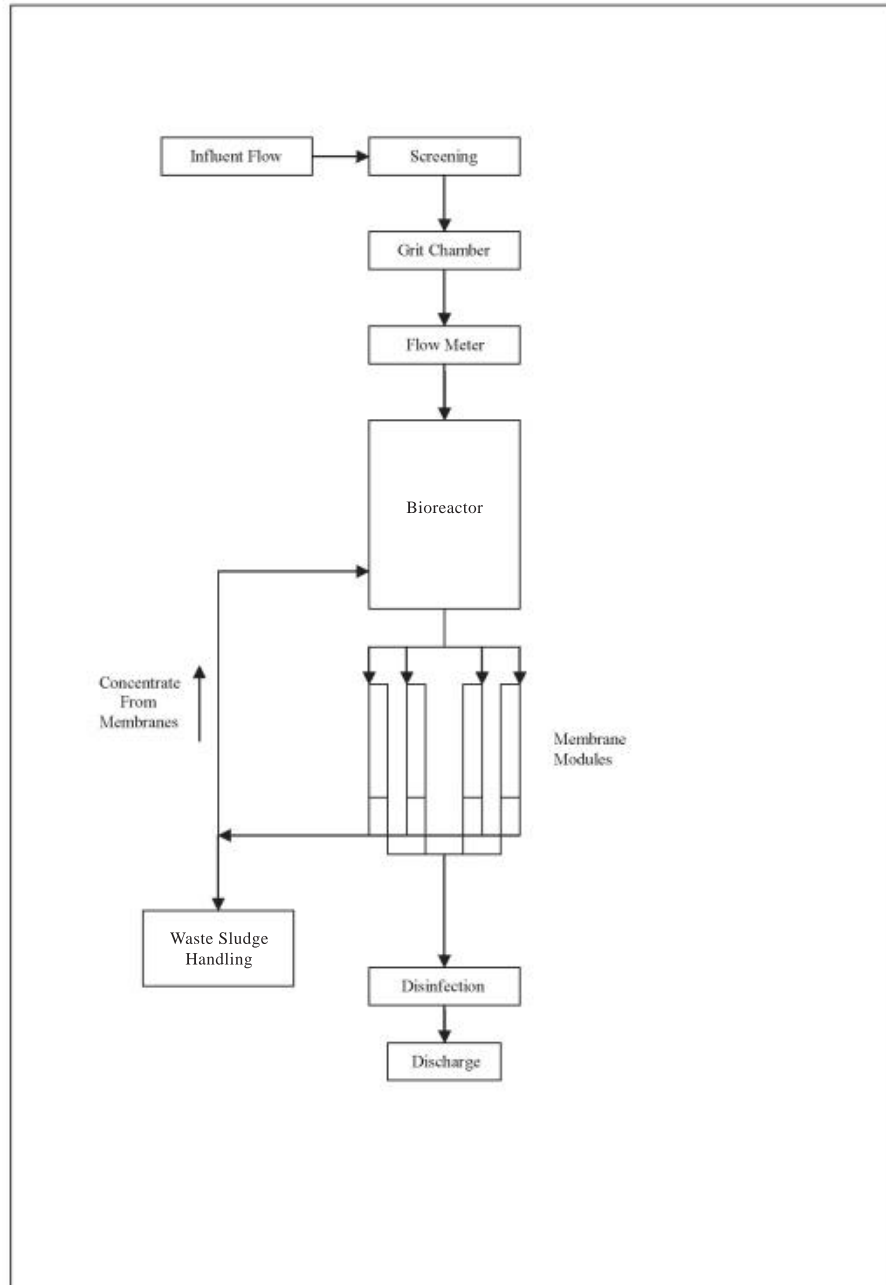 Influent Flow
Screening
Grit Chamber
Flow Meter
Bioreactor
Concentrate
From
Membranes
Membrane
Modules
Waste Sludge
Handling
Disinfection
Discharge